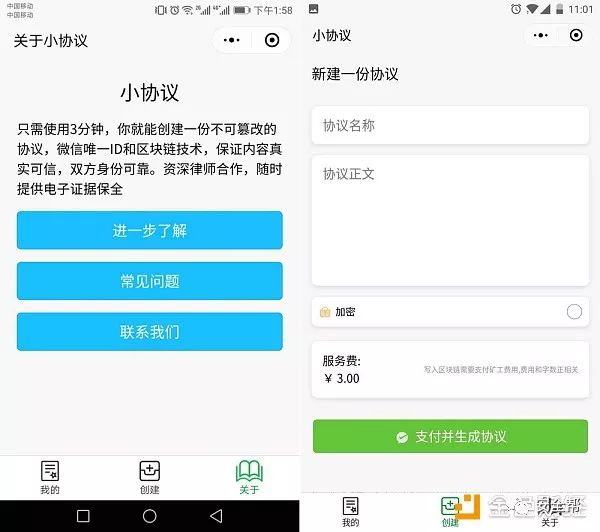 中国移动
中国移动
下午1:58
关于小协议
小协议
只需使用3分钟，你就能创建一份不可篡改的
协议，微信唯一ID和区块链技术，保证内容真
实可信，双方身份可靠。资深律师合作，随时
提供电子证据保全
进一步了解
常见问题
联系我们
我的
创建
关于
11:01
小协议
新建一份协议
协议名称
协议正文
加密
服务费:
￥ 3.00
写入区块链需要支付矿工费用,费用和字数正相关
支付并生成协议
我的
创建
关于
安全帮